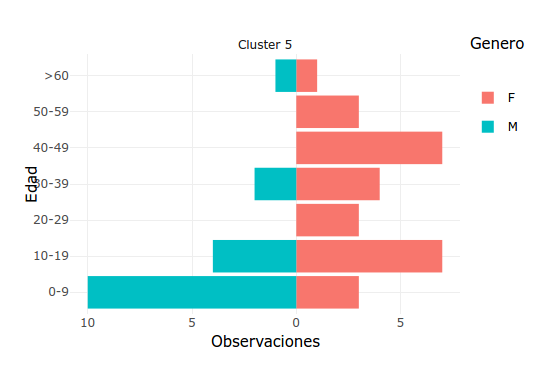 Cluster 5
Genero
F
M
>60
50-59
40-49
30-39
20-29
10-19
0-9
Edad
10 5 0 5
Observaciones